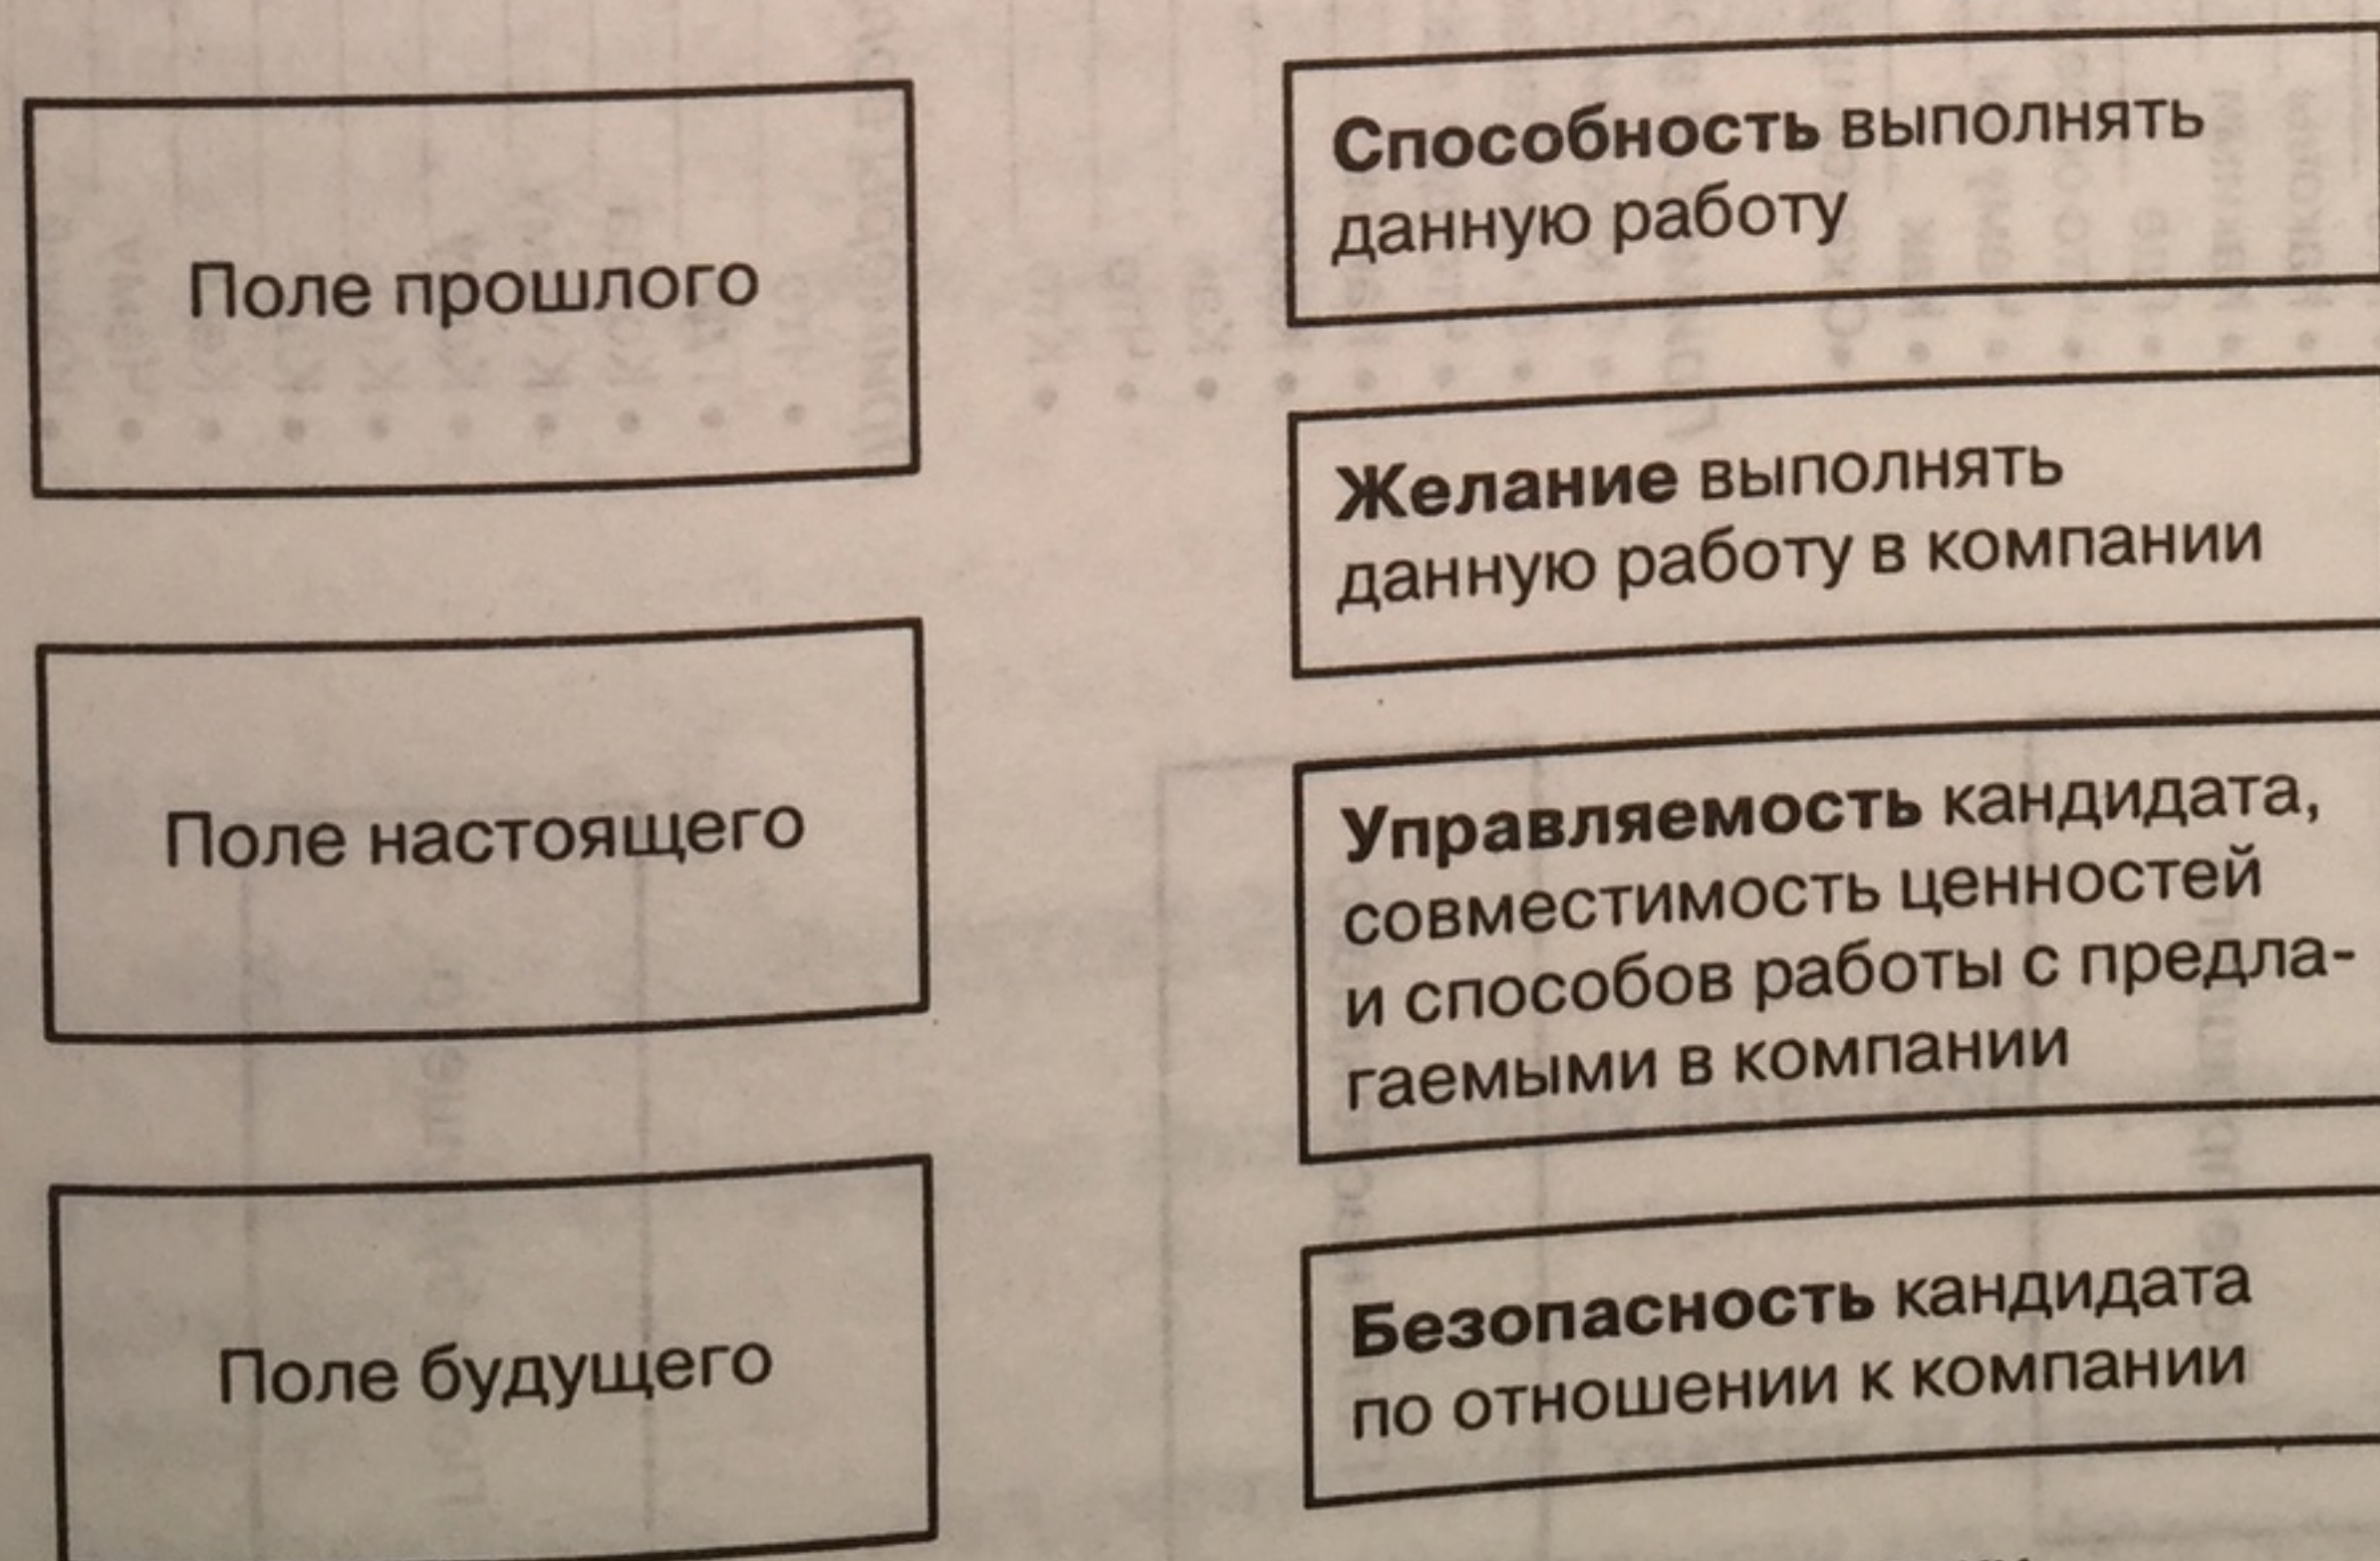 Поле прошлого
Поле настоящего
Поле будущего
Способность выполнять
данную работу
Желание выполнять
данную работу в компании
Управляемость кандидата,
совместимость ценностей
и способов работы с предла-
гаемыми в компании
Безопасность кандидата
по отношении к компании